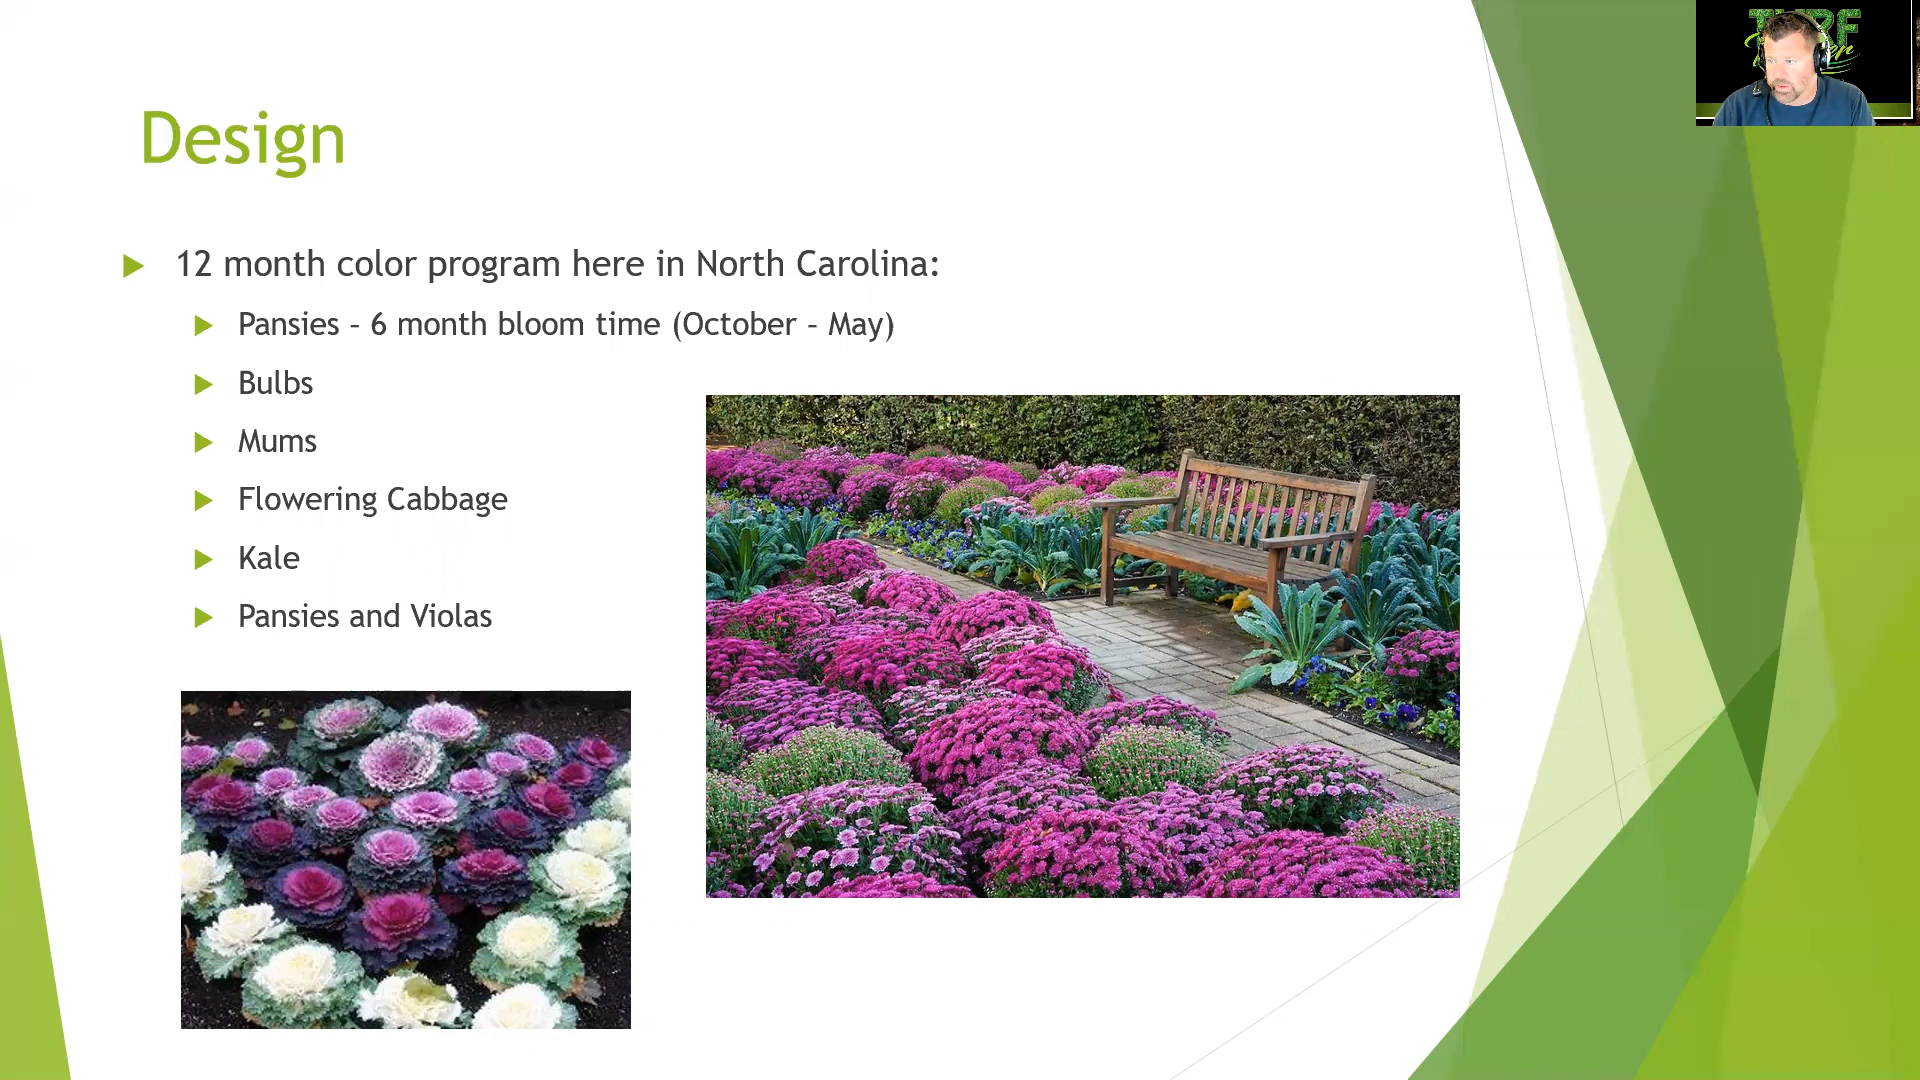 Design
12 month color program here in North Carolina:
Pansies – 6 month bloom time (October – May)
Bulbs
Mums
Flowering Cabbage
Kale
Pansies and Violas